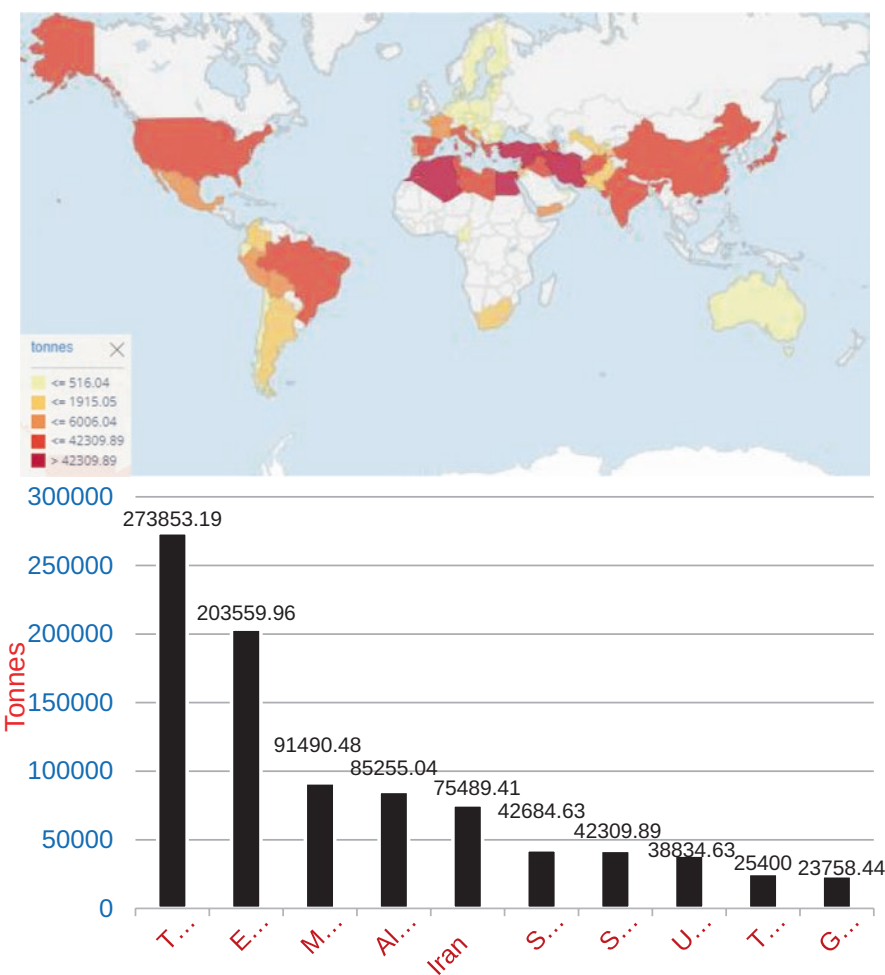 tonnes
<= 516.04
<= 1915.05
<= 6006.04
<= 42309.89
> 42309.89
300000
250000
200000
150000
100000
50000
0
Tonnes
273853.19
203559.96
91490.48
85255.04
75489.41
42684.63
42309.89
38834.63
25400
23758.44
T...
E...
M...
Al...
Iran
S...
S...
U...
T...
G...